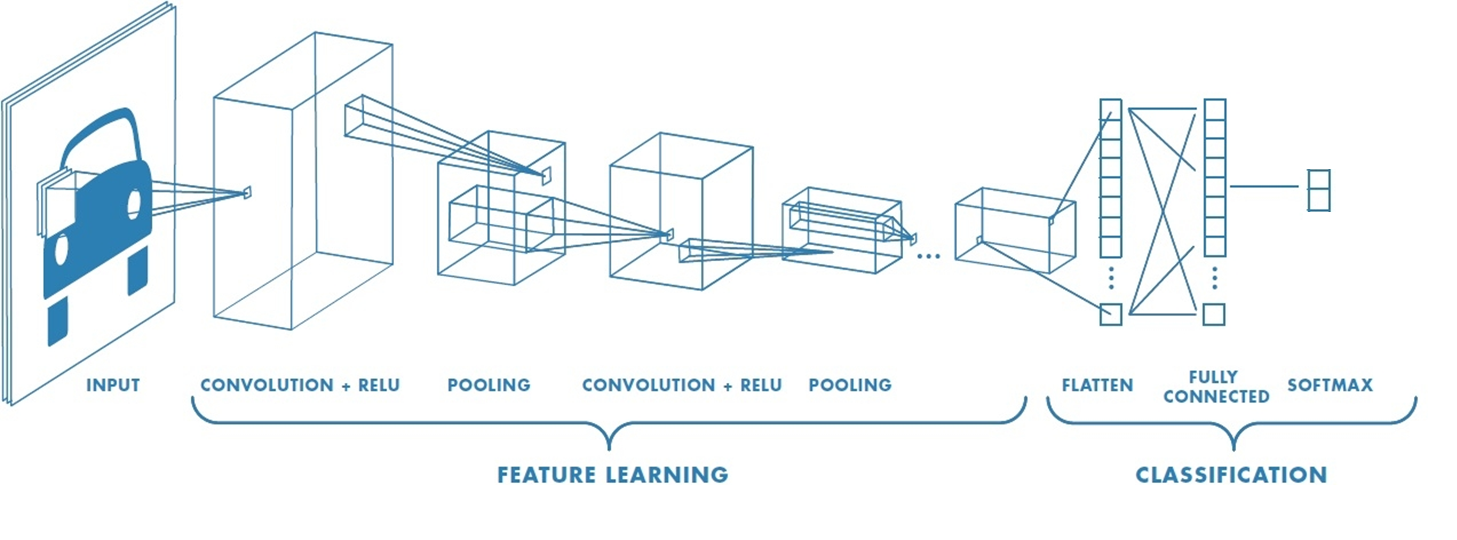 INPUT
CONVOLUTION + RELU
POOLING
CONVOLUTION + RELU
POOLING
FLATTEN
FULLY
CONNECTED
SOFTMAX
FEATURE LEARNING
CLASSIFICATION